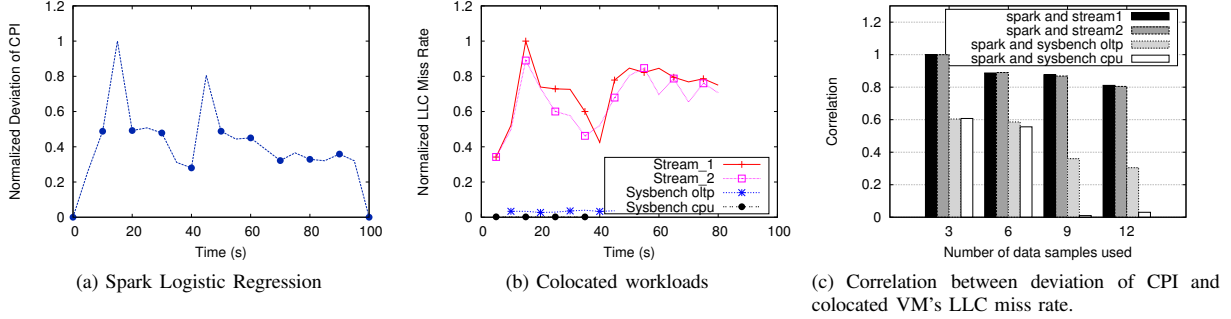 Normalized Deviation of CPI
1
0.8
0.6
0.4
0.2
0
0 20 40 60 80 100
Time (s)
(a) Spark Logistic Regression
Normalized LLC Miss Rate
1
0.8
0.6
0.4
0.2
0
Stream_1
Stream_2
Sysbench oltp
Sysbench cpu
0 20 40 60 80 100
Time (s)
(b) Colocated workloads
Correlation
1.2
1
0.8
0.6
0.4
0.2
0
spark and stream1
spark and stream2
spark and sysbench oltp
spark and sysbench cpu
3 6 9 12
Number of data samples used
(c) Correlation between deviation of CPI and
colocated VM's LLC miss rate.